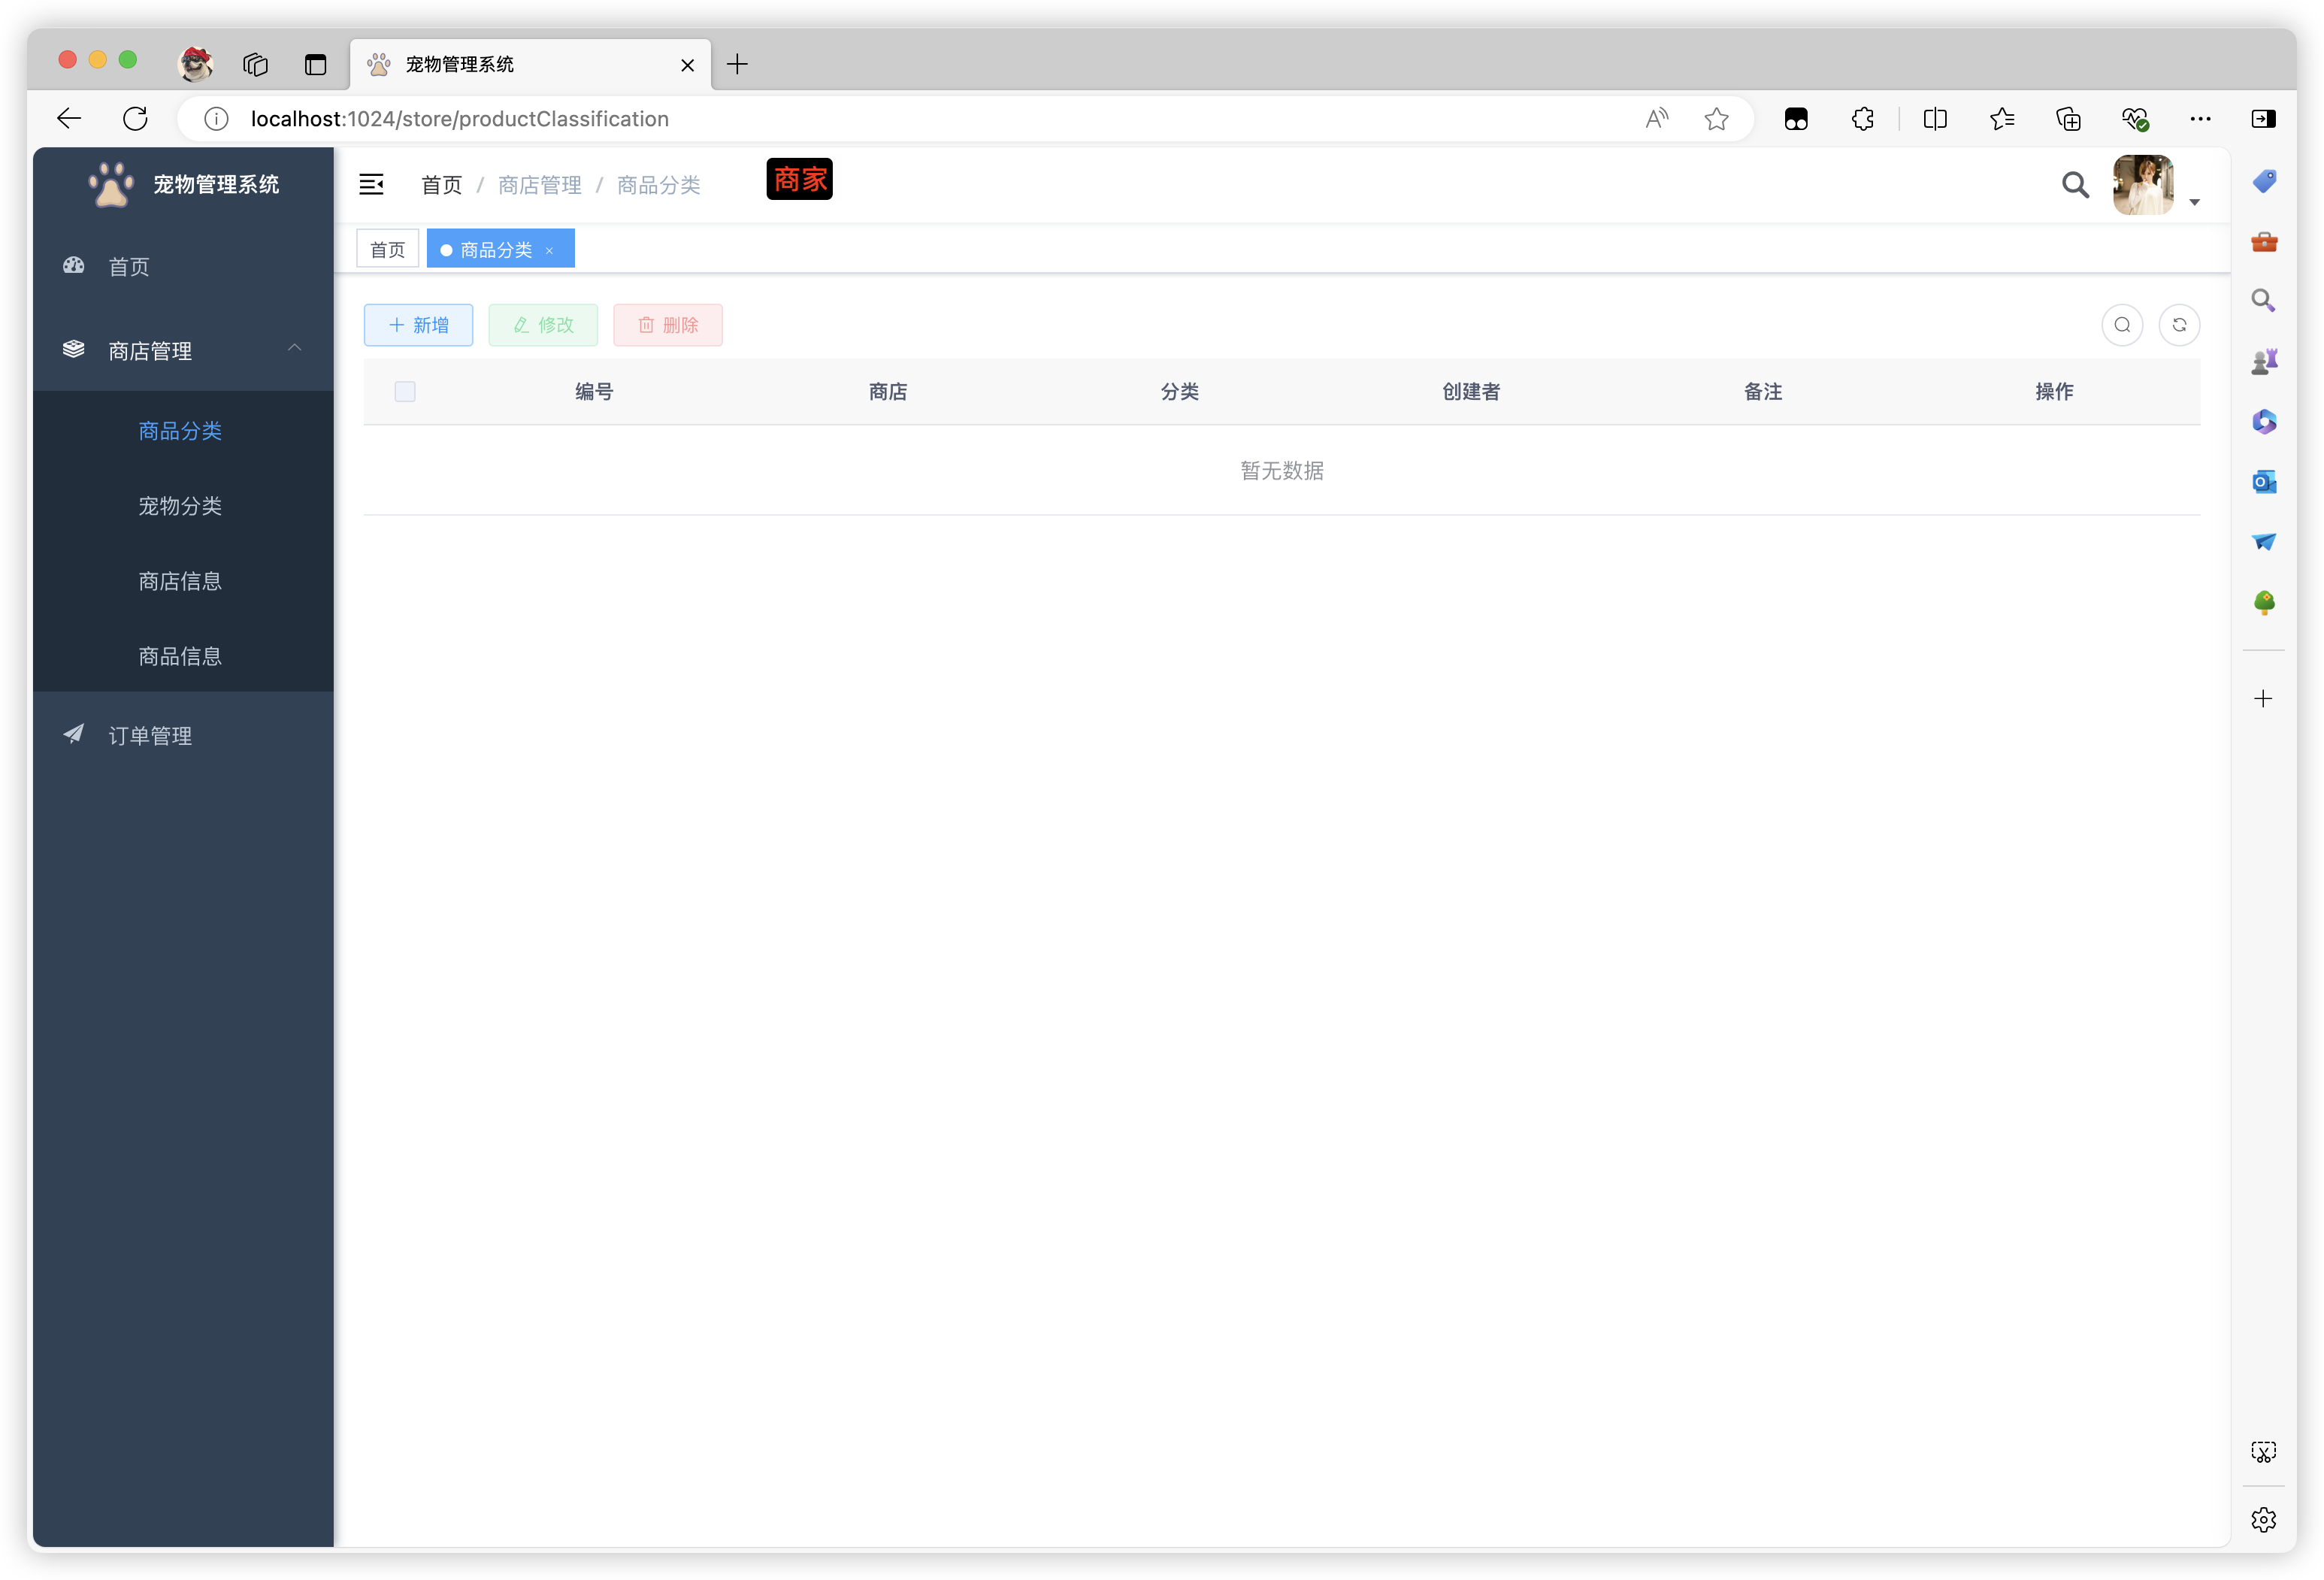 宠物管理系统
localhost:1024/store/productClassification
宠物管理系统
首页 / 商店管理 / 商品分类
商家
首页
商品分类 ×
首页
商店管理
商品分类
宠物分类
商店信息
商品信息
订单管理
新增
修改
删除
编号 商店 分类 创建者 备注 操作
暂无数据